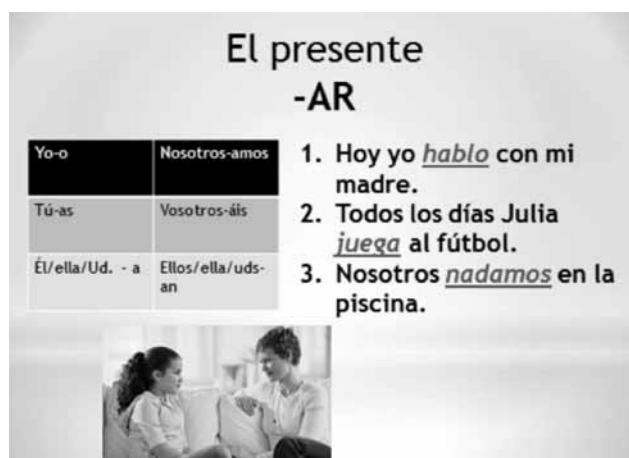 El presente
-AR
Yo-o
Nosotros-amos
Tú-as
Vosotros-áis
Él/ella/Ud. - a
Ellos/ella/uds-
an
1. Hoy yo hablo con mi
madre.
2. Todos los días Julia
juega al fútbol.
3. Nosotros nadamos en la
piscina.